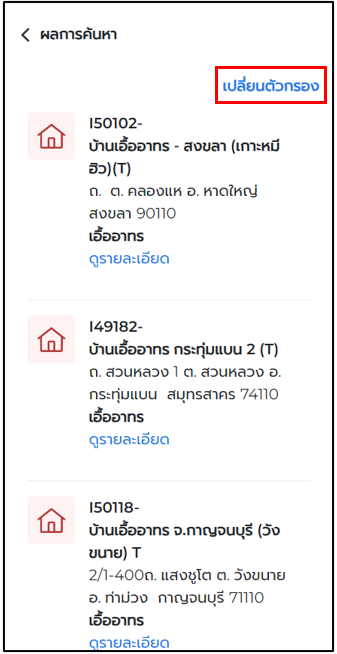 ผลการค้นหา
เปลี่ยนตัวกรอง
I50102-
บ้านเอื้ออาทร - สงขลา (เกาะหมี
ฮิว)(T)
ถ.  ต. คลองแห อ. หาดใหญ่
สงขลา 90110
เอื้ออาทร
ดูรายละเอียด
I49182-
บ้านเอื้ออาทร กระทุ่มแบน 2 (T)
ถ. สวนหลวง 1 ต. สวนหลวง อ.
กระทุ่มแบน  สมุทรสาคร 74110
เอื้ออาทร
ดูรายละเอียด
I50118-
บ้านเอื้ออาทร จ.กาญจนบุรี (วัง
ขนาย) T
2/1-400ถ. แสงชูโต ต. วังขนาย
อ. ท่าม่วง  กาญจนบุรี 71110
เอื้ออาทร
ดูรายละเอียด